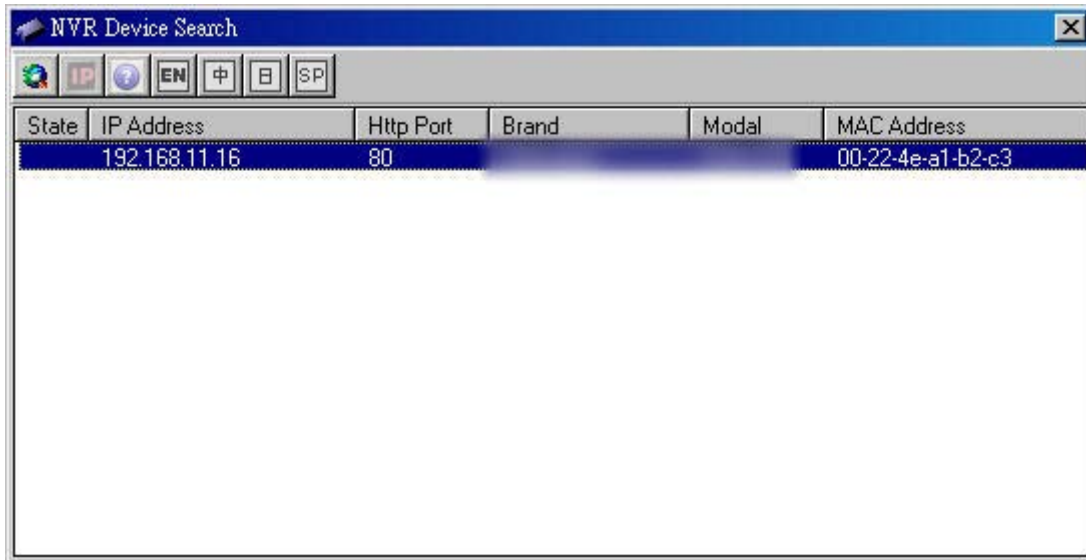 NVR Device Search
IP ? EN 中 日 SP
State IP Address Http Port Brand Modal MAC Address
192.168.11.16 80 00-22-4e-a1-b2-c3